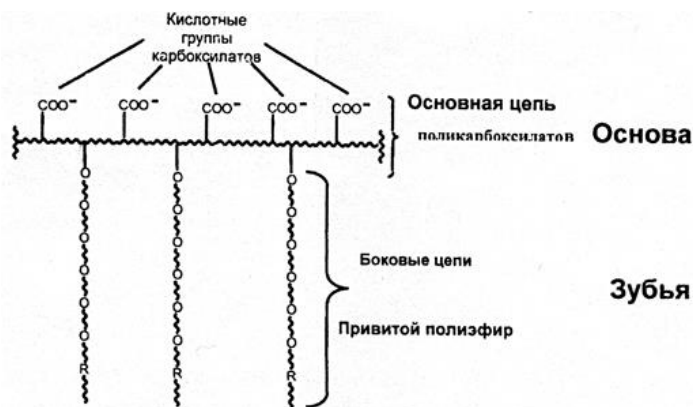 Кислотные
группы
карбоксилатов
COO⁻ COO⁻ COO⁻ COO⁻ COO⁻
Основная цепь
поликарбоксилатов
Основа
O O O
O O O
O O O
O O O
O O O
O O O
R R R
Боковые цепи
Привитой полиэфир
Зубья